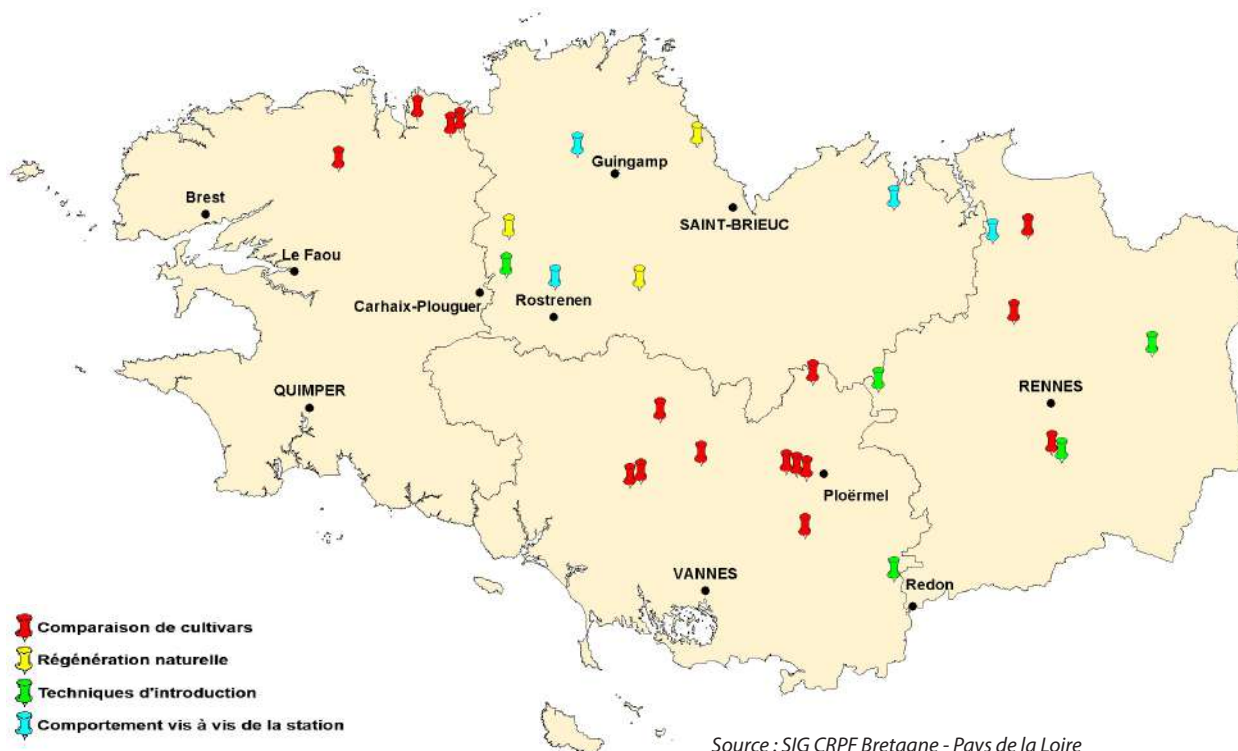 Guingamp
Brest
SAINT-BRIEUC
Le Faou
Carhaix-Plouguer
Rostrenen
QUIMPER
RENNES
Ploërmel
VANNES
Redon
Comparaison de cultivars
Régénération naturelle
Techniques d'introduction
Comportement vis à vis de la station
Source : SIG CRPF Bretagne - Pays de la Loire